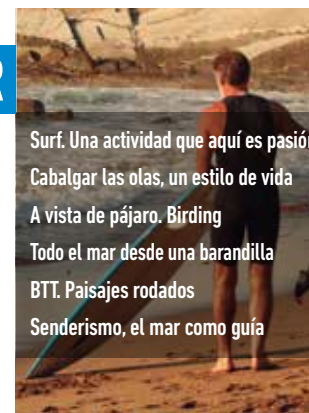 R
Surf. Una actividad que aquí es pasión
Cabalgar las olas, un estilo de vida
A vista de pájaro. Birding
Todo el mar desde una barandilla
BTT. Paisajes rodados
Senderismo, el mar como guía